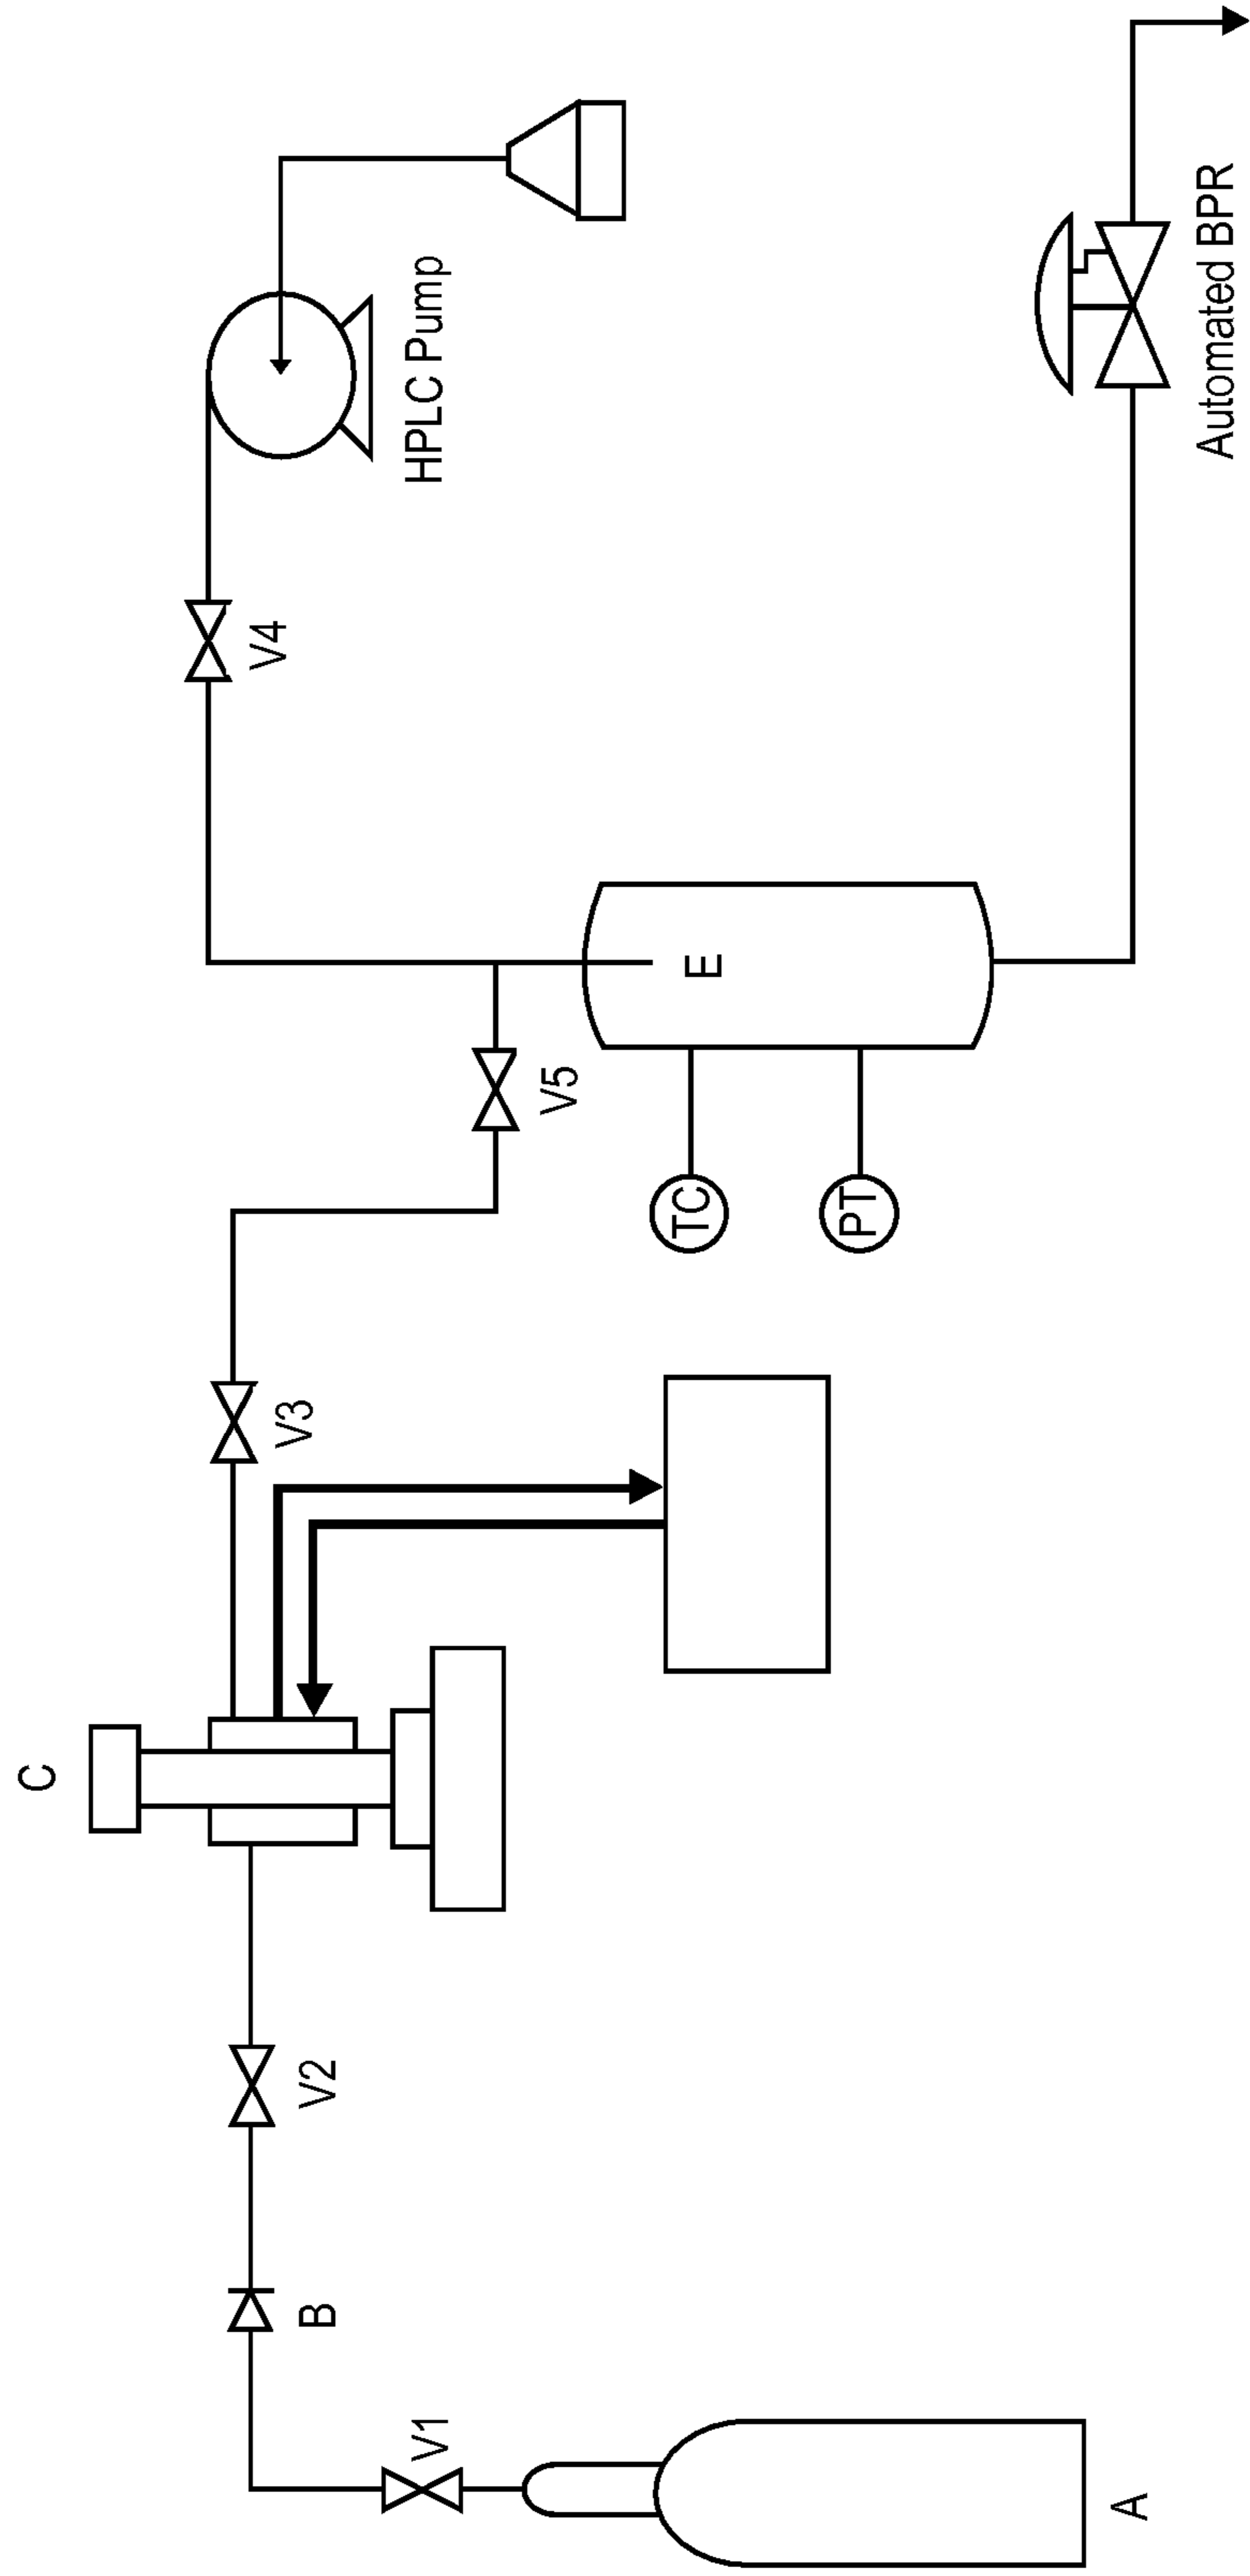 A
V1
B
V2
C
V3
V5
TC
PT
E
V4
HPLC Pump
Automated BPR